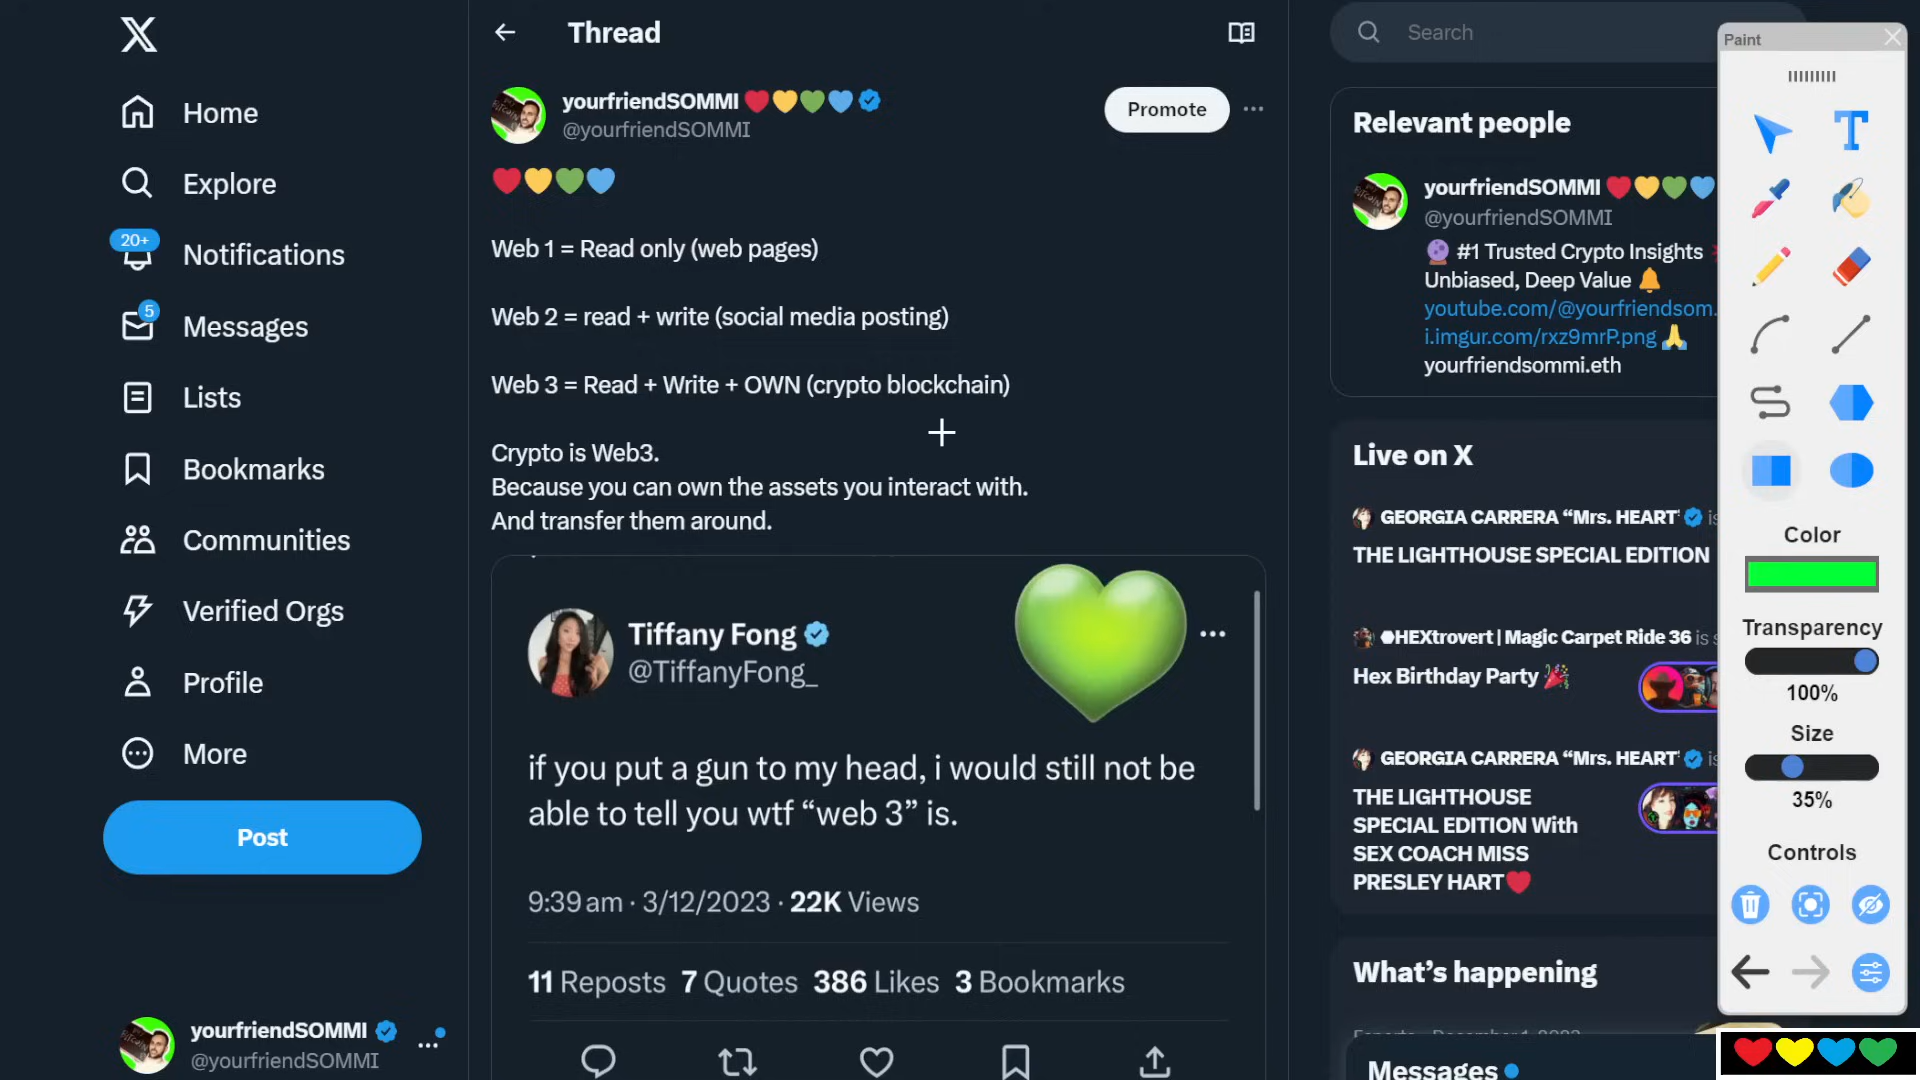 Thread
Search
Paint
Home
Explore
20+
Notifications
5
Messages
Lists
Bookmarks
Communities
Verified Orgs
Profile
More
Post
yourfriendSOMMI
@yourfriendSOMMI
yourfriendSOMMI ❤️💛💚💙
@yourfriendSOMMI
Promote
❤️💛💚💙
Web 1 = Read only (web pages)
Web 2 = read + write (social media posting)
Web 3 = Read + Write + OWN (crypto blockchain)
Crypto is Web3.
Because you can own the assets you interact with.
And transfer them around.
Tiffany Fong
@TiffanyFong_
if you put a gun to my head, i would still not be
able to tell you wtf “web 3” is.
9:39 am · 3/12/2023 · 22K Views
11 Reposts 7 Quotes 386 Likes 3 Bookmarks
Relevant people
yourfriendSOMMI ❤️💛💚💙
@yourfriendSOMMI
🔮 #1 Trusted Crypto Insights
Unbiased, Deep Value 🔔
youtube.com/@yourfriendsom
i.imgur.com/rxz9mrP.png 🙏
yourfriendsommi.eth
Live on X
GEORGIA CARRERA “Mrs. HEART is
THE LIGHTHOUSE SPECIAL EDITION
⬣HEXtrovert | Magic Carpet Ride 36 is
Hex Birthday Party 🎉
GEORGIA CARRERA “Mrs. HEART is
THE LIGHTHOUSE
SPECIAL EDITION With
SEX COACH MISS
PRESLEY HART❤️
What’s happening
Messages
T
Color
Transparency
100%
Size
35%
Controls